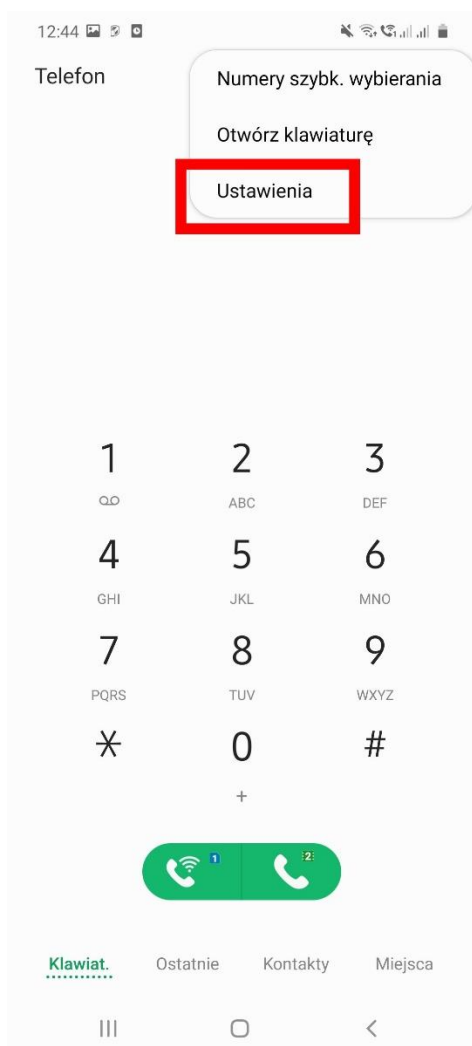 12:44
Telefon
Numery szybk. wybierania
Otwórz klawiaturę
Ustawienia
1 2 3
ABC DEF
4 5 6
GHI JKL MNO
7 8 9
PQRS TUV WXYZ
* 0 #
+
1 2
Klawiat. Ostatnie Kontakty Miejsca